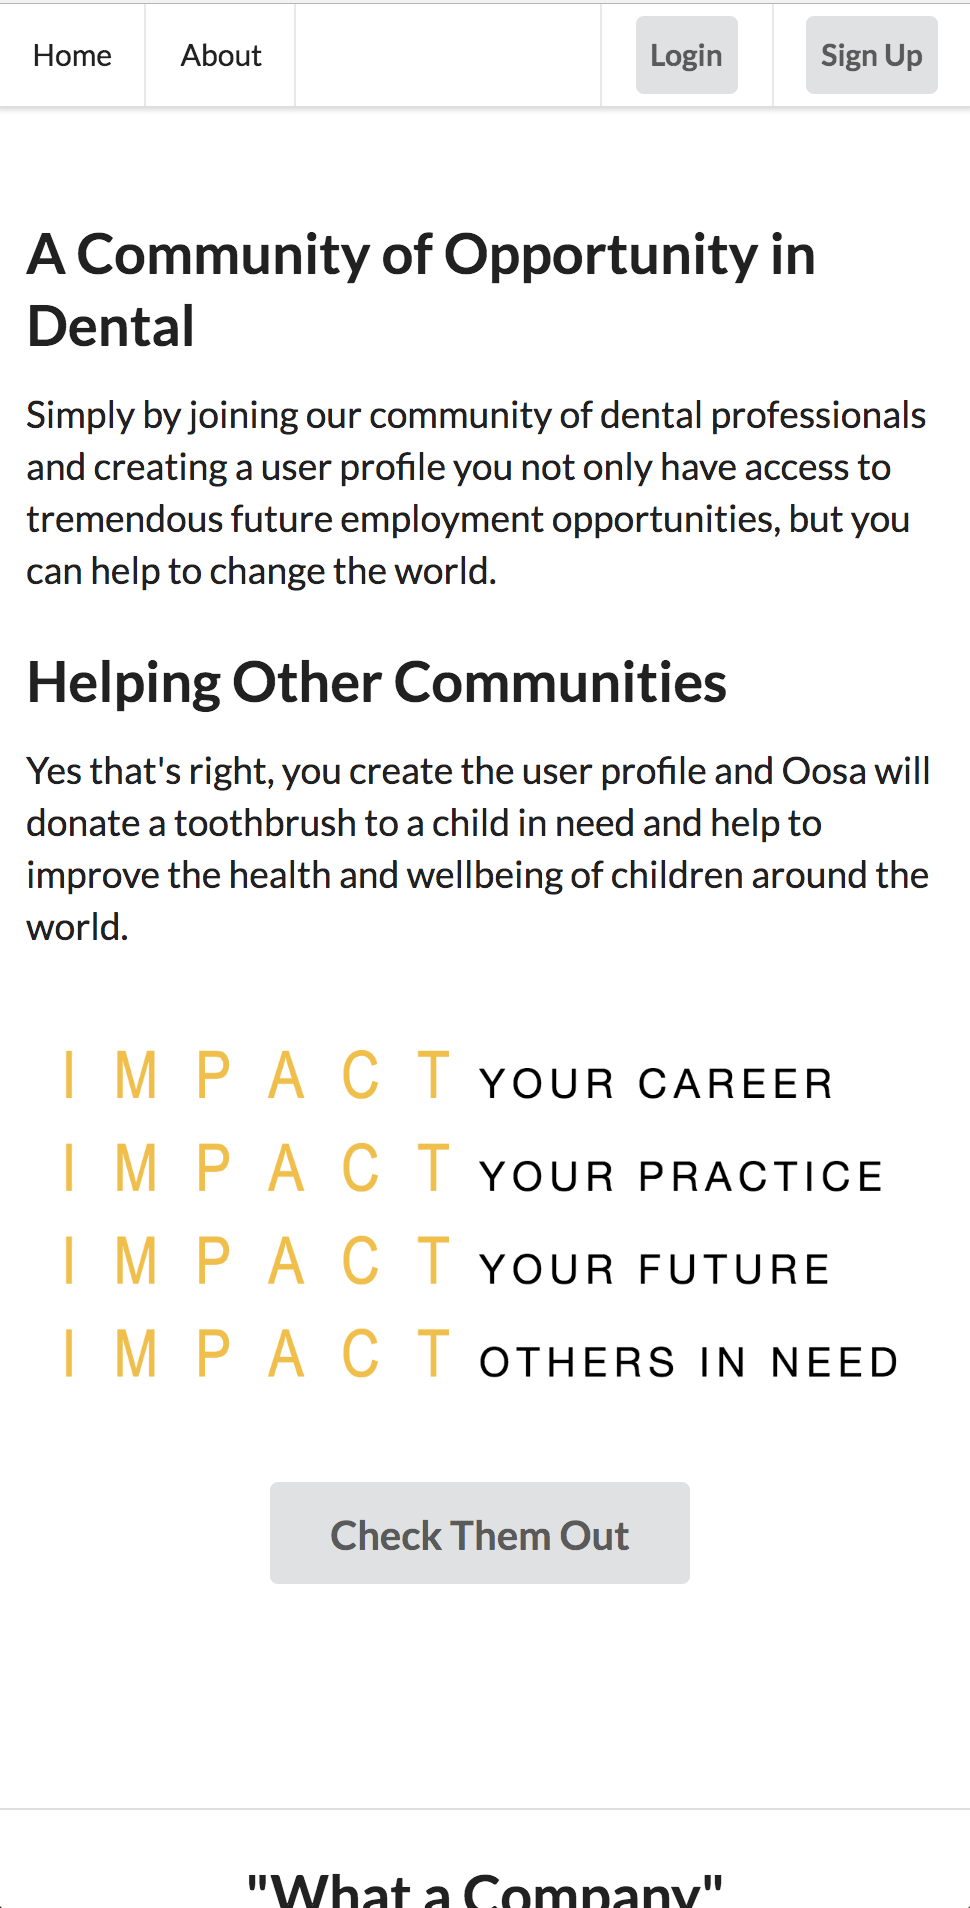 Home About Login Sign Up
A Community of Opportunity in
Dental
Simply by joining our community of dental professionals
and creating a user profile you not only have access to
tremendous future employment opportunities, but you
can help to change the world.
Helping Other Communities
Yes that's right, you create the user profile and Oosa will
donate a toothbrush to a child in need and help to
improve the health and wellbeing of children around the
world.
I M P A C T YOUR CAREER
I M P A C T YOUR PRACTICE
I M P A C T YOUR FUTURE
I M P A C T OTHERS IN NEED
Check Them Out
"What a Company"